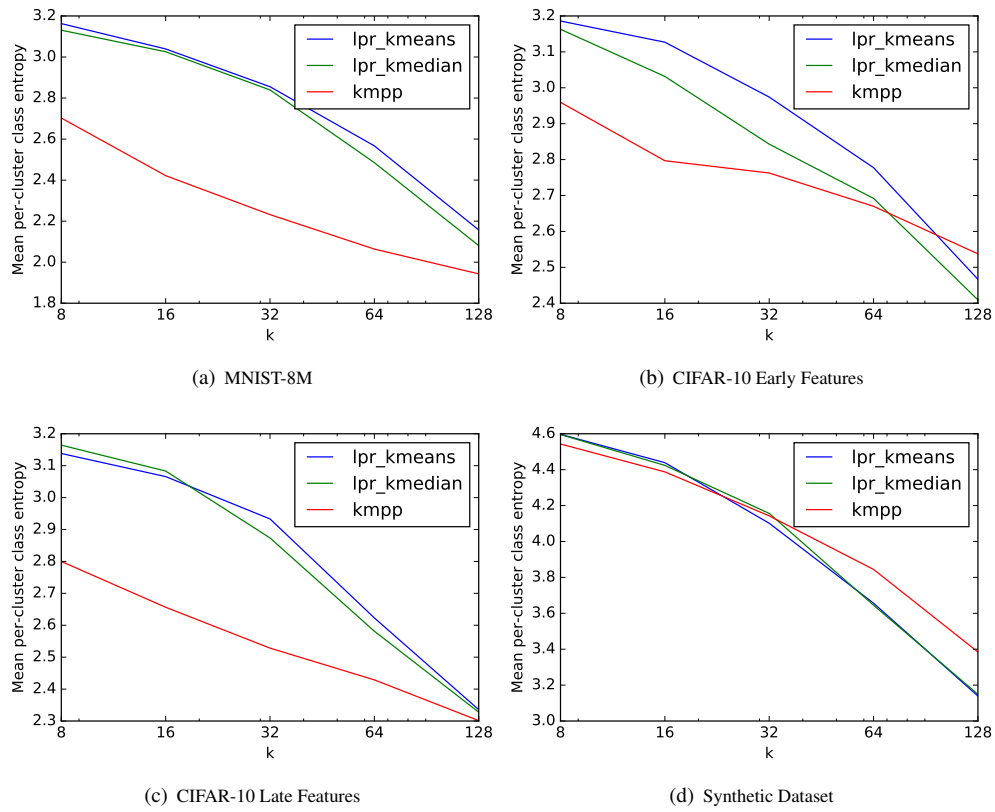 3.2
3.0
2.8
2.6
2.4
2.2
2.0
1.8
Mean per-cluster class entropy
lpr_kmeans
lpr_kmedian
kmpp
8 16 32 64 128
k
(a) MNIST-8M
3.2
3.1
3.0
2.9
2.8
2.7
2.6
2.5
2.4
Mean per-cluster class entropy
lpr_kmeans
lpr_kmedian
kmpp
8 16 32 64 128
k
(b) CIFAR-10 Early Features
3.2
3.1
3.0
2.9
2.8
2.7
2.6
2.5
2.4
2.3
Mean per-cluster class entropy
lpr_kmeans
lpr_kmedian
kmpp
8 16 32 64 128
k
(c) CIFAR-10 Late Features
4.6
4.4
4.2
4.0
3.8
3.6
3.4
3.2
3.0
Mean per-cluster class entropy
lpr_kmeans
lpr_kmedian
kmpp
8 16 32 64 128
k
(d) Synthetic Dataset